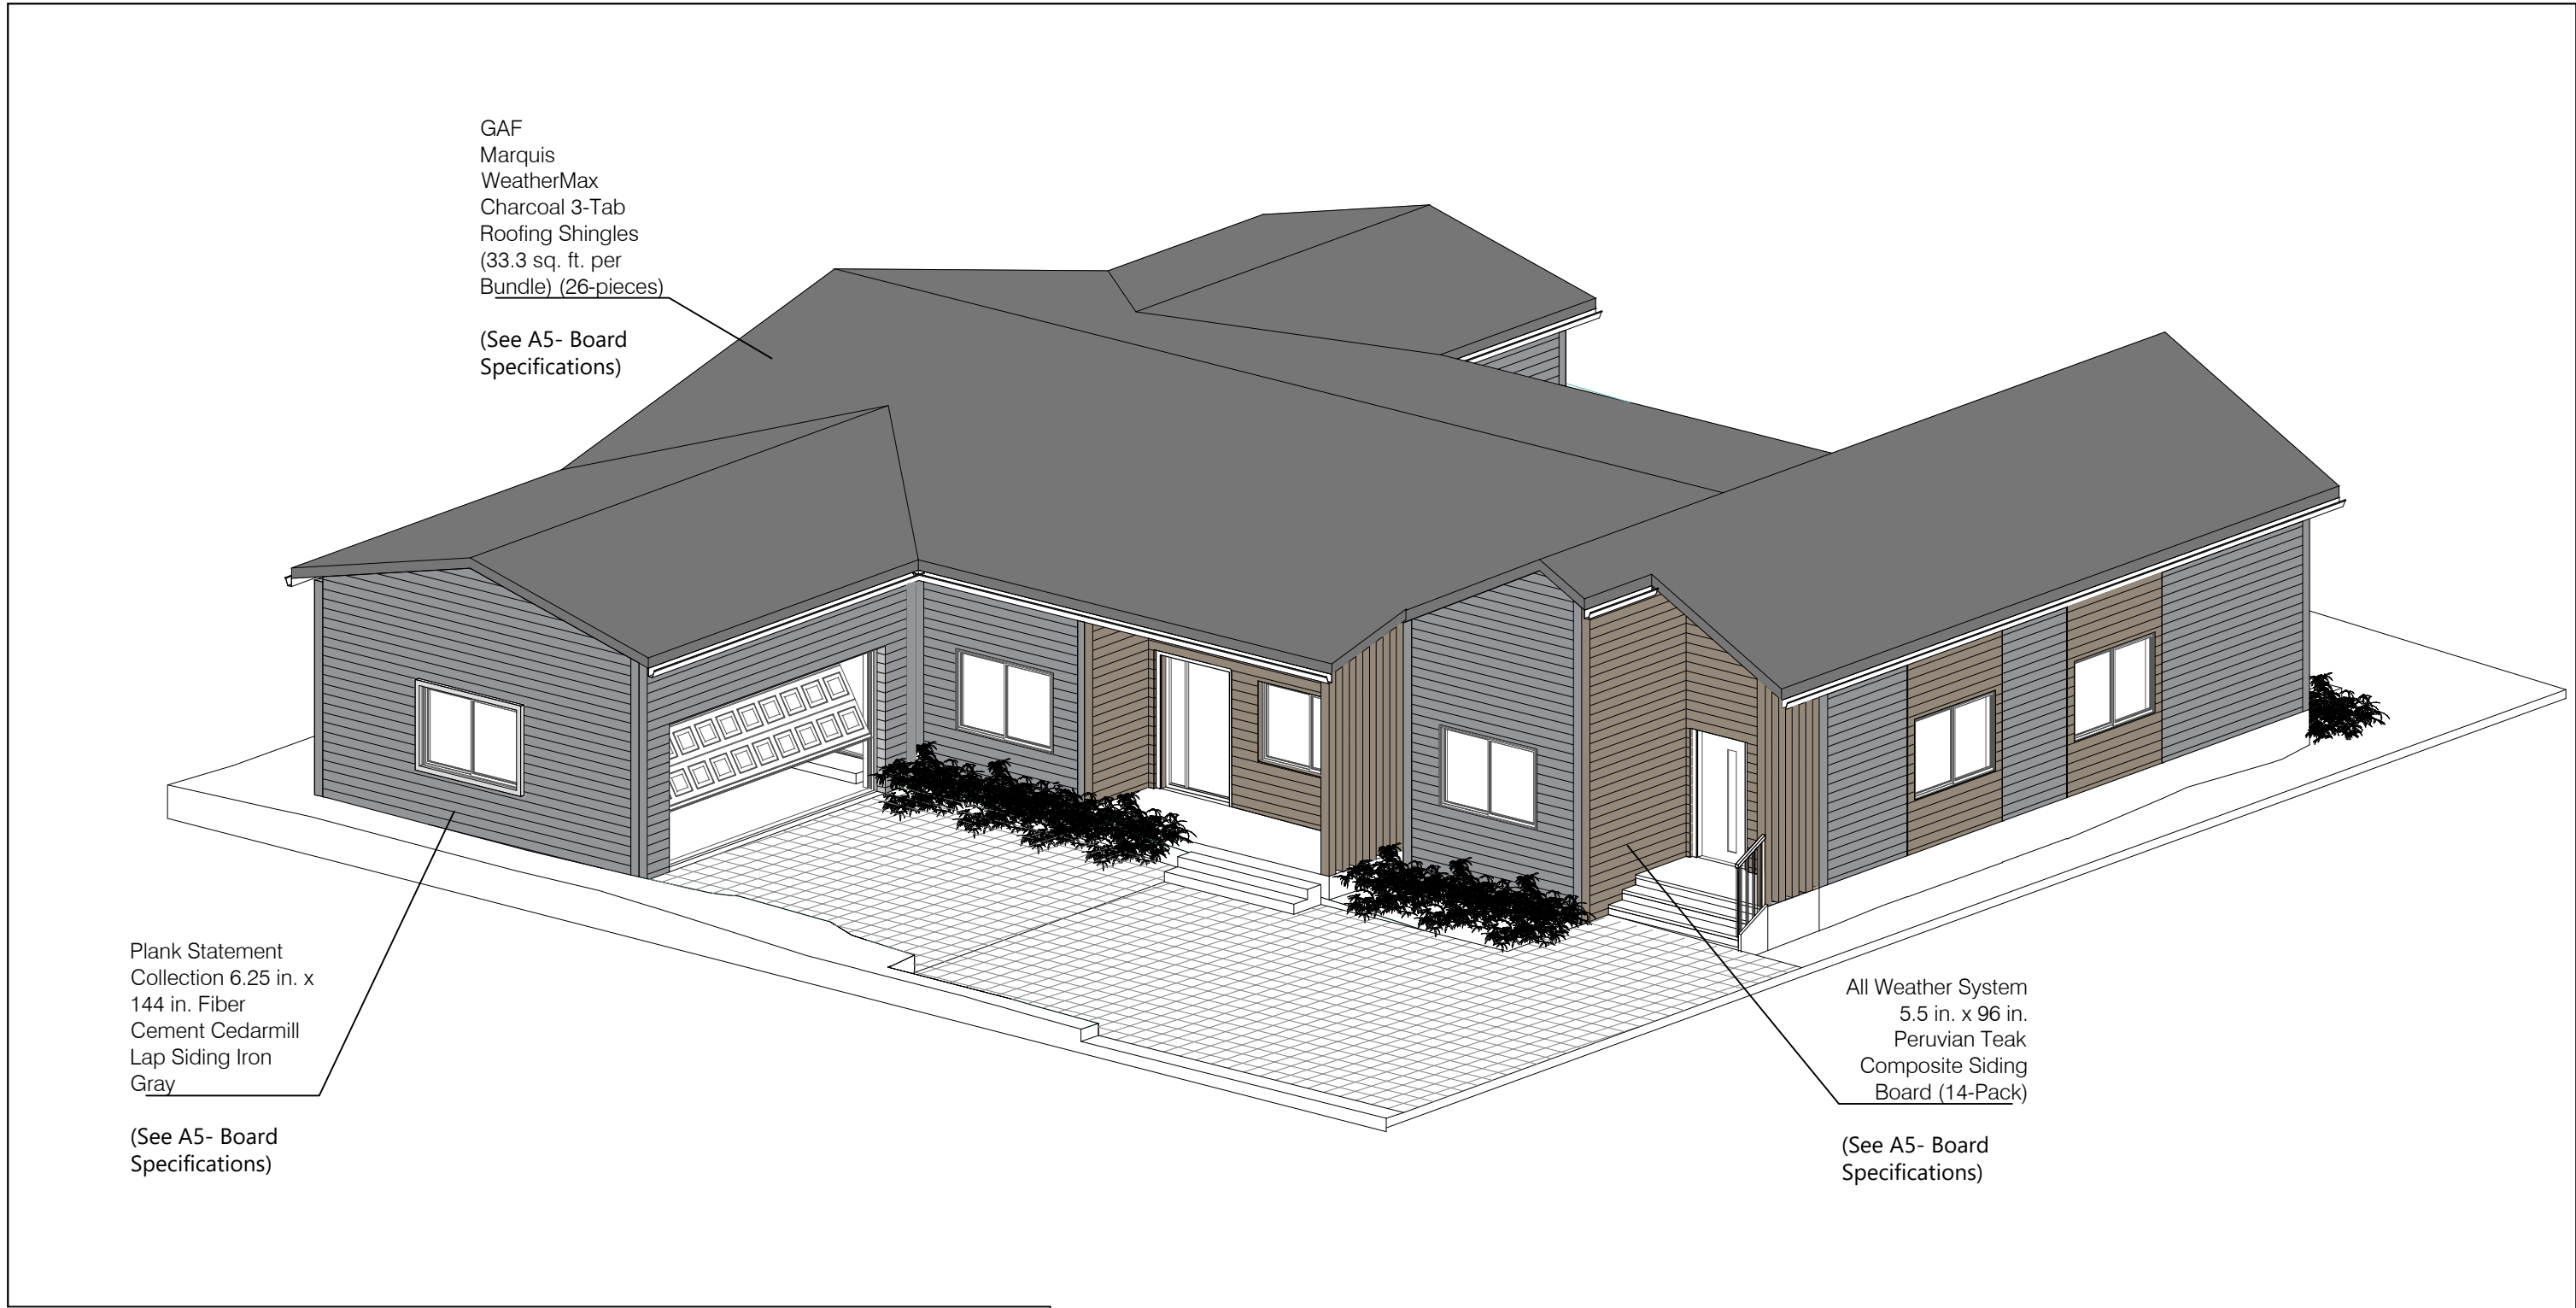 GAF
Marquis
WeatherMax
Charcoal 3-Tab
Roofing Shingles
(33.3 sq. ft. per
Bundle) (26-pieces)
(See A5- Board
Specifications)
Plank Statement
Collection 6.25 in. x
144 in. Fiber
Cement Cedarmill
Lap Siding Iron
Gray
(See A5- Board
Specifications)
All Weather System
5.5 in. x 96 in.
Peruvian Teak
Composite Siding
Board (14-Pack)
(See A5- Board
Specifications)